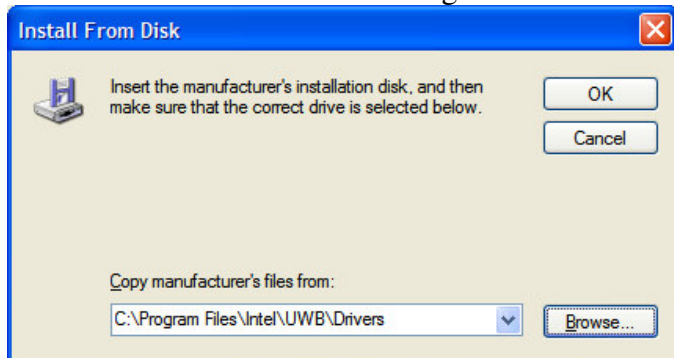 Install From Disk
Insert the manufacturer's installation disk, and then
make sure that the correct drive is selected below.
OK
Cancel
Copy manufacturer's files from:
C:\Program Files\Intel\UWB\Drivers
Browse...